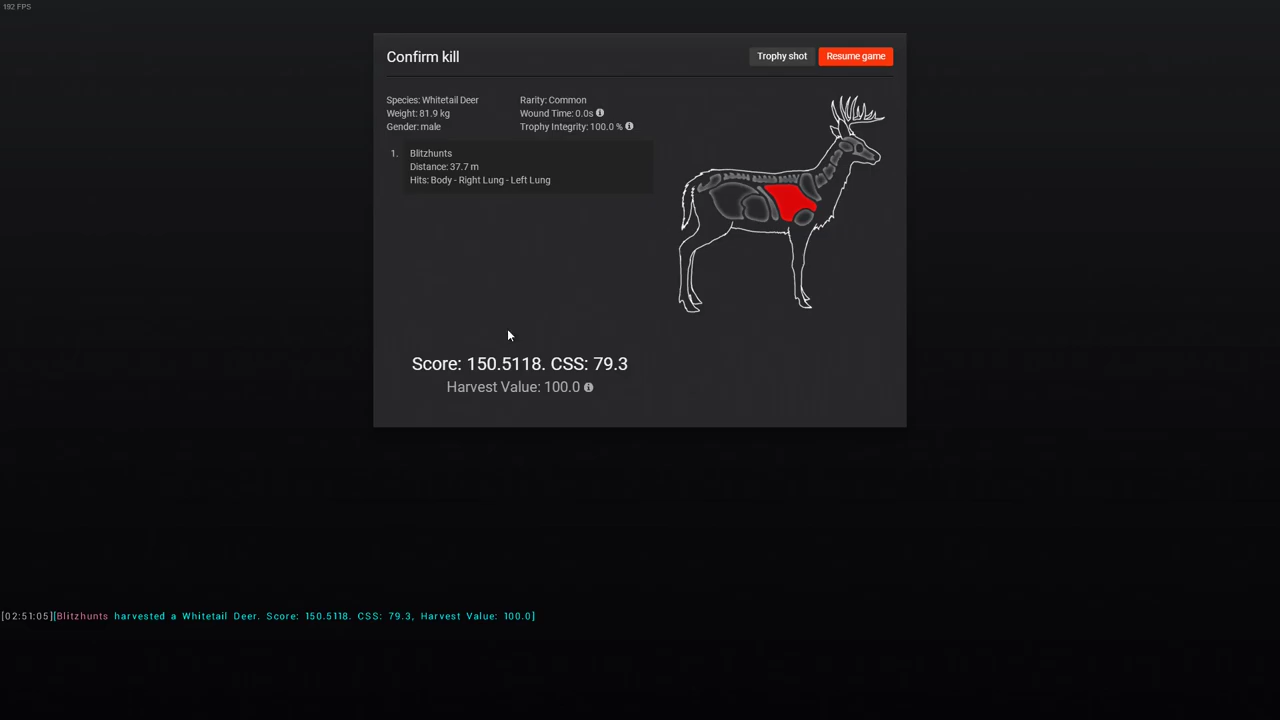 192 FPS
Confirm kill
Trophy shot
Resume game
Species: Whitetail Deer
Rarity: Common
Weight: 81.9 kg
Wound Time: 0.0s
Gender: male
Trophy Integrity: 100.0 %
1. Blitzhunts
Distance: 37.7 m
Hits: Body - Right Lung - Left Lung
Score: 150.5118. CSS: 79.3
Harvest Value: 100.0
[02:51:05][Blitzhunts harvested a Whitetail Deer. Score: 150.5118. CSS: 79.3, Harvest Value: 100.0]